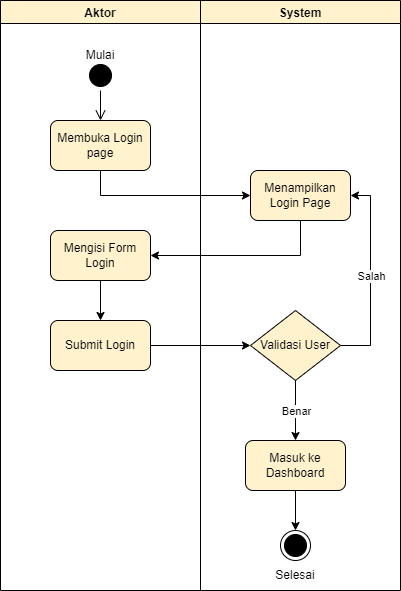 Aktor
System
Mulai
Membuka Login
page
Menampilkan
Login Page
Mengisi Form
Login
Salah
Submit Login
Validasi User
Benar
Masuk ke
Dashboard
Selesai